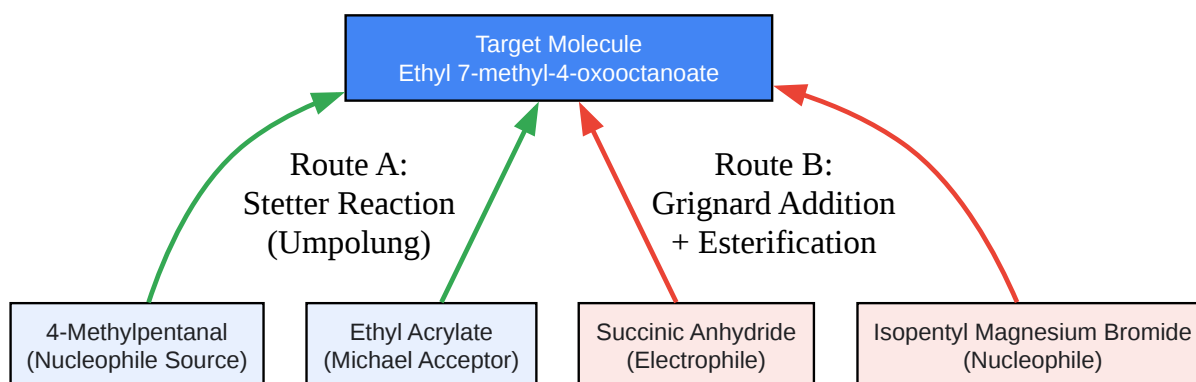 Target Molecule
Ethyl 7-methyl-4-oxooctanoate
Route A:
Stetter Reaction
(Umpolung)
Route B:
Grignard Addition
+ Esterification
4-Methylpentanal
(Nucleophile Source)
Ethyl Acrylate
(Michael Acceptor)
Succinic Anhydride
(Electrophile)
Isopentyl Magnesium Bromide
(Nucleophile)